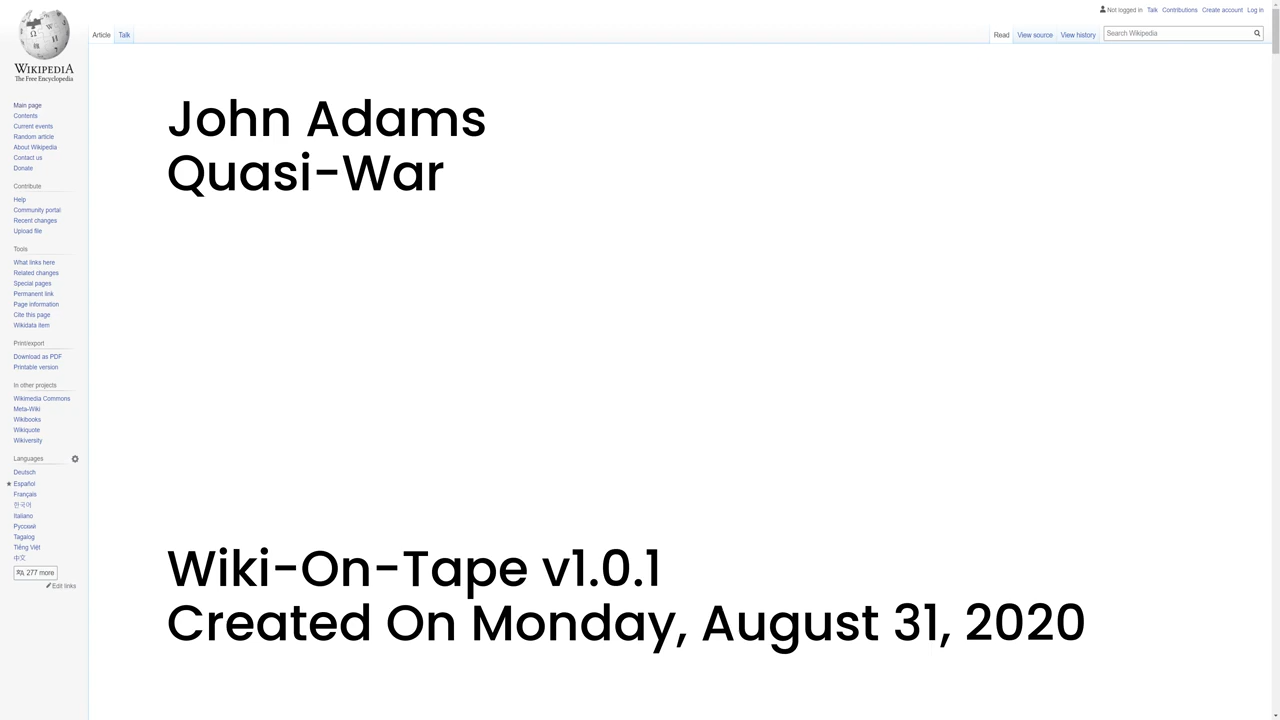 Not logged in Talk Contributions Create account Log in
Article Talk Read View source View history Search Wikipedia
WIKIPEDIA
The Free Encyclopedia
Main page
Contents
Current events
Random article
About Wikipedia
Contact us
Donate
Contribute
Help
Community portal
Recent changes
Upload file
Tools
What links here
Related changes
Special pages
Permanent link
Page information
Cite this page
Wikidata item
Print/export
Download as PDF
Printable version
In other projects
Wikimedia Commons
Meta-Wiki
Wikibooks
Wikiquote
Wikiversity
Languages
Deutsch
Español
Français
한국어
Italiano
Русский
Tagalog
Tiếng Việt
中文
277 more
Edit links
John Adams
Quasi-War
Wiki-On-Tape v1.0.1
Created On Monday, August 31, 2020